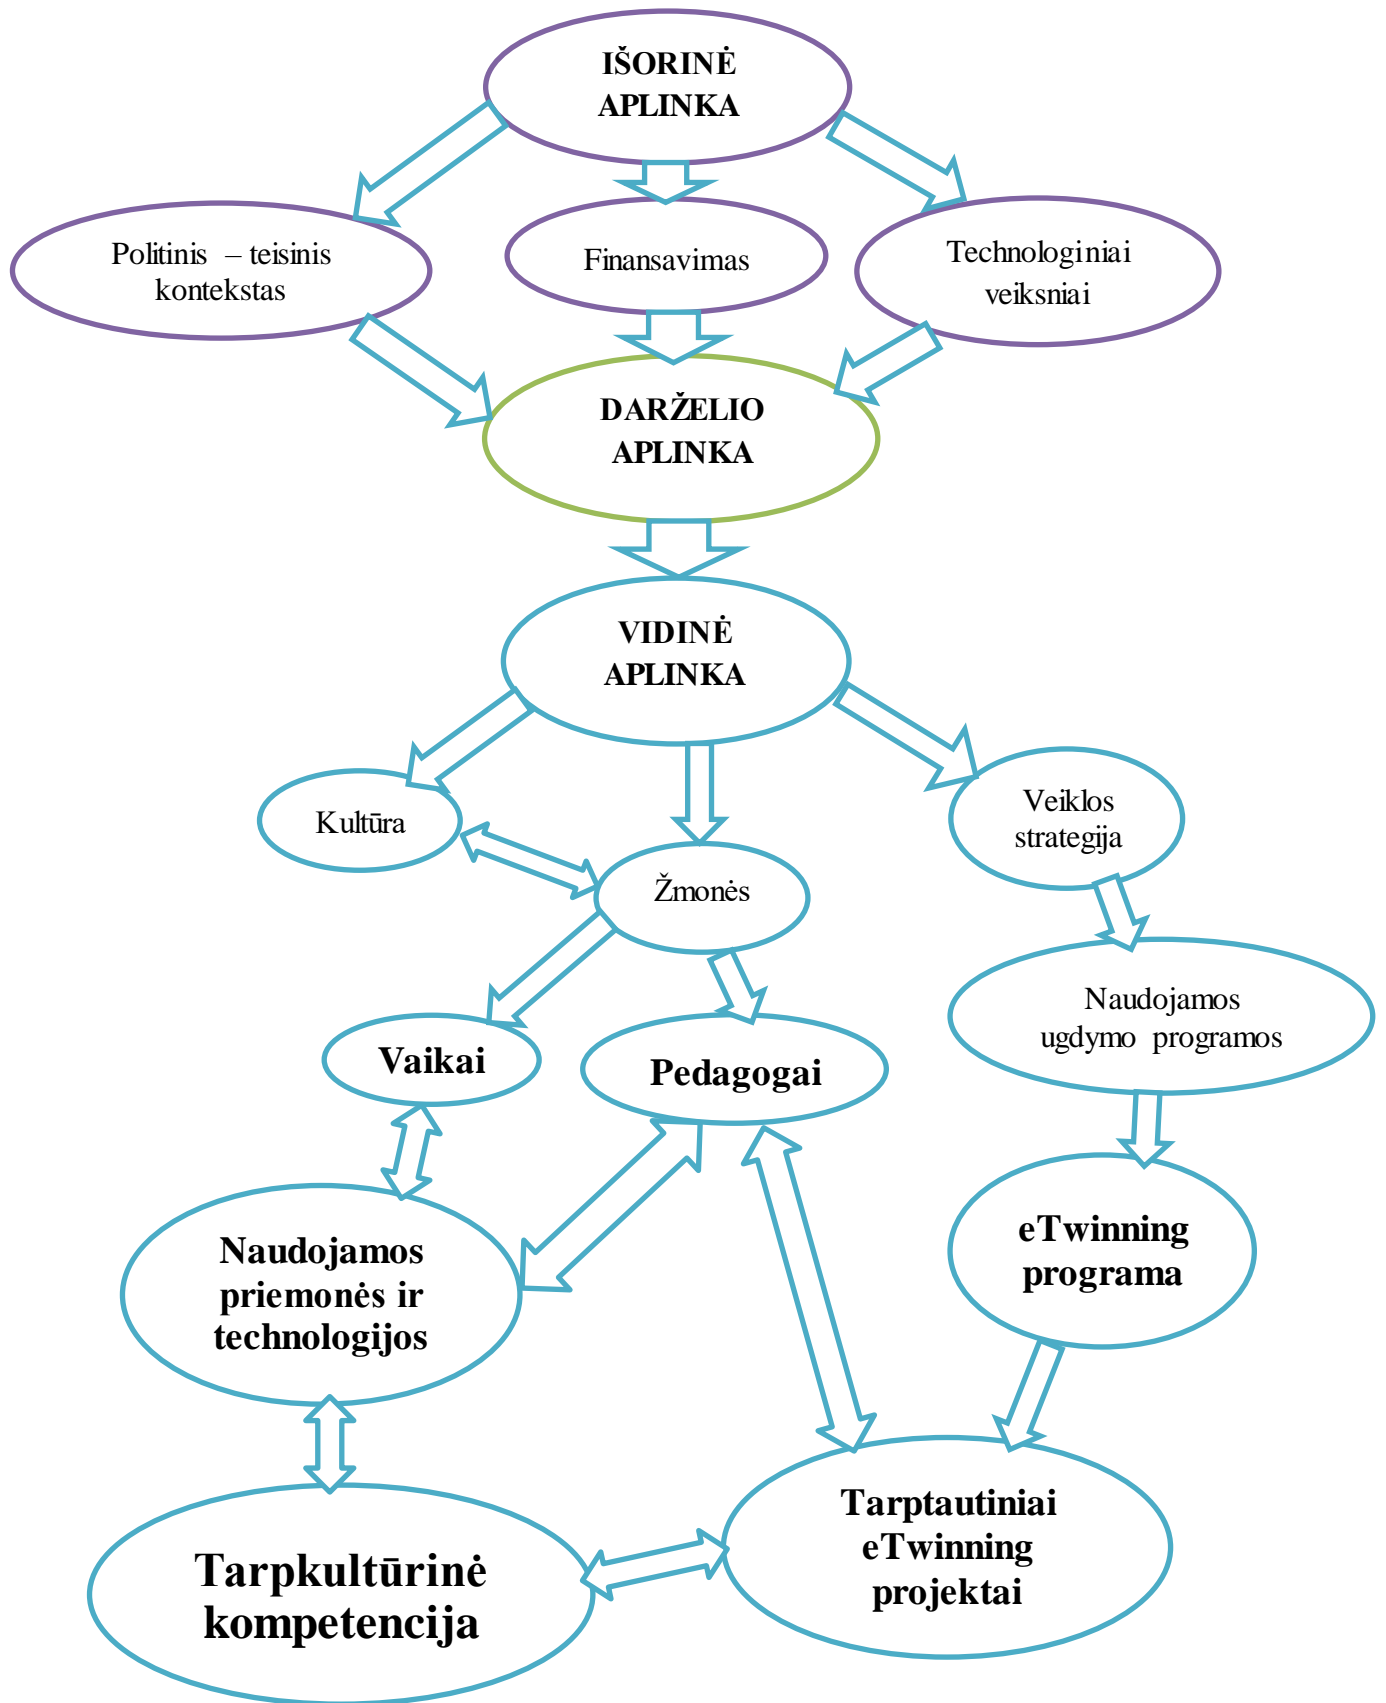 IŠORINĖ
APLINKA
Politinis – teisinis
kontekstas
Finansavimas
Technologiniai
veiksniai
DARŽELIO
APLINKA
VIDINĖ
APLINKA
Kultūra
Žmonės
Veiklos
strategija
Naudojamos
ugdymo programos
Vaikai
Pedagogai
Naudojamos
priemonės ir
technologijos
eTwinning
programa
Tarptautiniai
eTwinning
projektai
Tarpkultūrinė
kompetencija